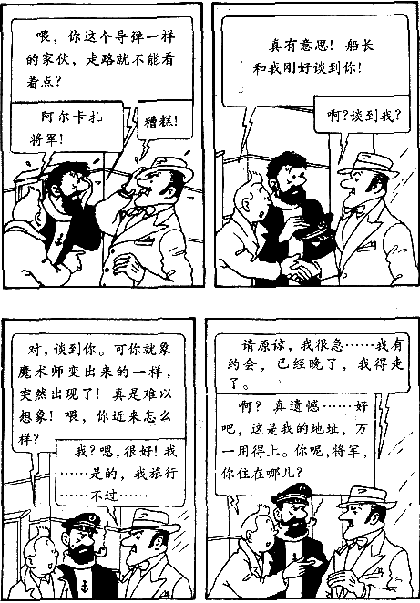 喂，你这个导弹一样
的家伙，走路就不能看
着点？
阿尔卡扎
将军！
糟糕！
真有意思！船长
和我刚好谈到你！
啊？谈到我？
对，谈到你。可你就象
魔术师变出来的一样，
突然出现了！真是难以
想象！喂，你近来怎么
样？
我？嗯，很好！我
……是的，我旅行
不过……
请原谅，我很急……我有
约会，已经晚了，我得走
了。
啊？真遗憾……好
吧，这是我的地址，万
一用得上。你呢，将军，
你住在哪儿？